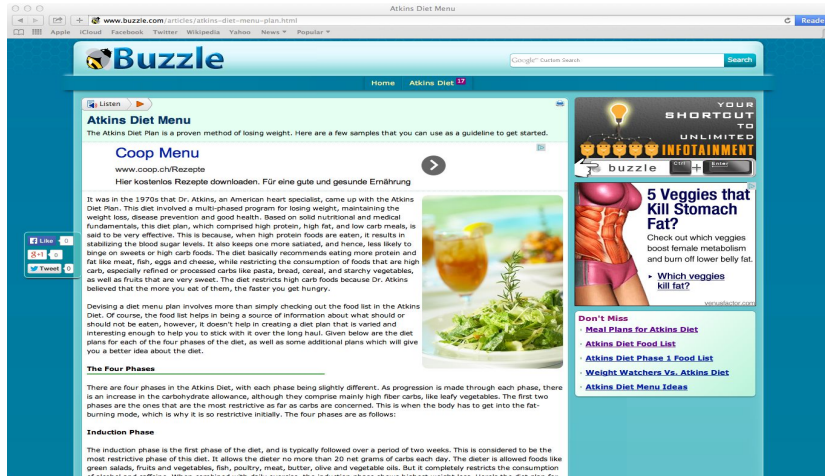 Atkins Diet Menu
www.buzzle.com/articles/atkins-diet-menu-plan.html
Reade
Apple iCloud Facebook Twitter Wikipedia Yahoo News Popular
Buzzle
Google™ Custom Search
Search
Home Atkins Diet 17
Listen
Atkins Diet Menu
The Atkins Diet Plan is a proven method of losing weight. Here are a few samples that you can use as a guideline to get started.
Coop Menu
www.coop.ch/Rezepte
Hier kostenlos Rezepte downloaden. Für eine gute und gesunde Ernährung
It was in the 1970s that Dr. Atkins, an American heart specialist, came up with the Atkins
Diet Plan. This diet involved a multi-phased program for losing weight, maintaining the
weight loss, disease prevention and good health. Based on solid nutritional and medical
fundamentals, this diet plan, which comprised high protein, high fat, and low carb meals, is
said to be very effective. This is because, when high protein foods are eaten, it results in
stabilizing the blood sugar levels. It also keeps one more satiated, and hence, less likely to
binge on sweets or high carb foods. The diet basically recommends eating more protein and
fat like meat, fish, eggs and cheese, while restricting the consumption of foods that are high
carb, especially refined or processed carbs like pasta, bread, cereal, and starchy vegetables,
as well as fruits that are very sweet. The diet restricts high carb foods because Dr. Atkins
believed that the more you eat of them, the faster you get hungry.
Devising a diet menu plan involves more than simply checking out the food list in the Atkins
Diet. Of course, the food list helps in being a source of information about what should or
should not be eaten, however, it doesn't help in creating a diet plan that is varied and
interesting enough to help you to stick with it over the long haul. Given below are the diet
plans for each of the four phases of the diet, as well as some additional plans which will give
you a better idea about the diet.
The Four Phases
There are four phases in the Atkins Diet, with each phase being slightly different. As progression is made through each phase, there
is an increase in the carbohydrate allowance, although they comprise mainly high fiber carbs, like leafy vegetables. The first two
phases are the ones that are the most restrictive as far as carbs are concerned. This is when the body has to get into the fat-
burning mode, which is why it is so restrictive initially. The four phases are as follows:
Induction Phase
The induction phase is the first phase of the diet, and is typically followed over a period of two weeks. This is considered to be the
most restrictive phase of this diet. It allows the dieter no more than 20 net grams of carbs each day. The dieter is allowed foods like
green salads, fruits and vegetables, fish, poultry, meat, butter, olive and vegetable oils. But it completely restricts the consumption
Like 0
+1 0
Tweet 0
YOUR
SHORTCUT
TO
UNLIMITED
INFOTAINMENT
buzzle Ctrl + Enter
5 Veggies that
Kill Stomach
Fat?
Check out which veggies
boost female metabolism
and burn off lower belly fat.
Which veggies
kill fat?
venusfactor.com
Don't Miss
Meal Plans for Atkins Diet
Atkins Diet Food List
Atkins Diet Phase 1 Food List
Weight Watchers Vs. Atkins Diet
Atkins Diet Menu Ideas